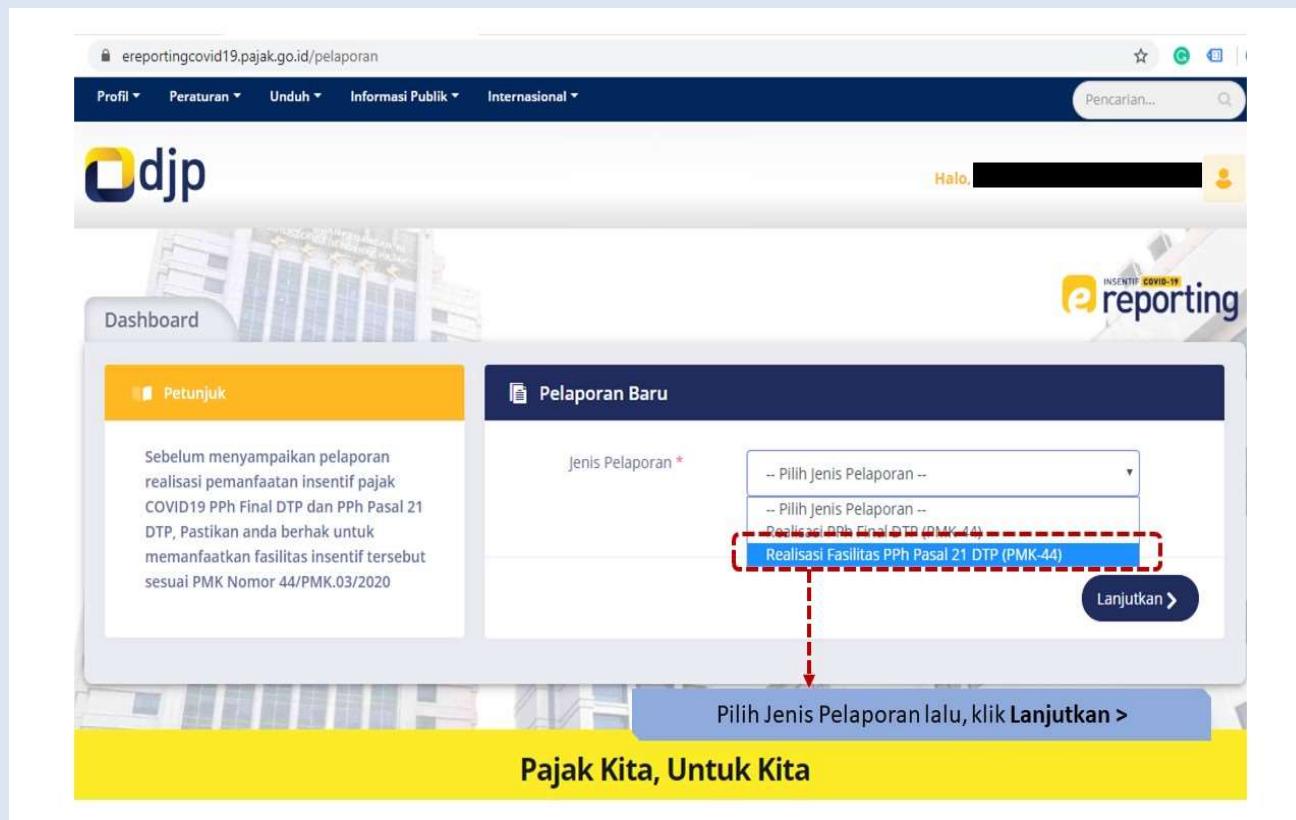 ereportingcovid19.pajak.go.id/pelaporan
Profil Peraturan Unduh Informasi Publik Internasional Pencarian...
djp
Halo,
INSENTIF COVID-19
e reporting
Dashboard
Petunjuk
Sebelum menyampaikan pelaporan
realisasi pemanfaatan insentif pajak
COVID19 PPh Final DTP dan PPh Pasal 21
DTP, Pastikan anda berhak untuk
memanfaatkan fasilitas insentif tersebut
sesuai PMK Nomor 44/PMK.03/2020
Pelaporan Baru
Jenis Pelaporan *
-- Pilih Jenis Pelaporan --
-- Pilih Jenis Pelaporan --
Realisasi PPh Final DTP (PMK-44)
Realisasi Fasilitas PPh Pasal 21 DTP (PMK-44)
Lanjutkan >
Pilih Jenis Pelaporan lalu, klik Lanjutkan >
Pajak Kita, Untuk Kita